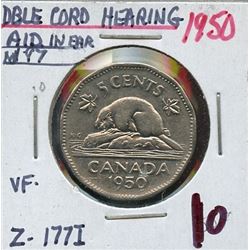 DBLE CORD HEARING 1950
AID IN EAR
5 CENTS
K G
CANADA
1950
VF-
Z-177I
10